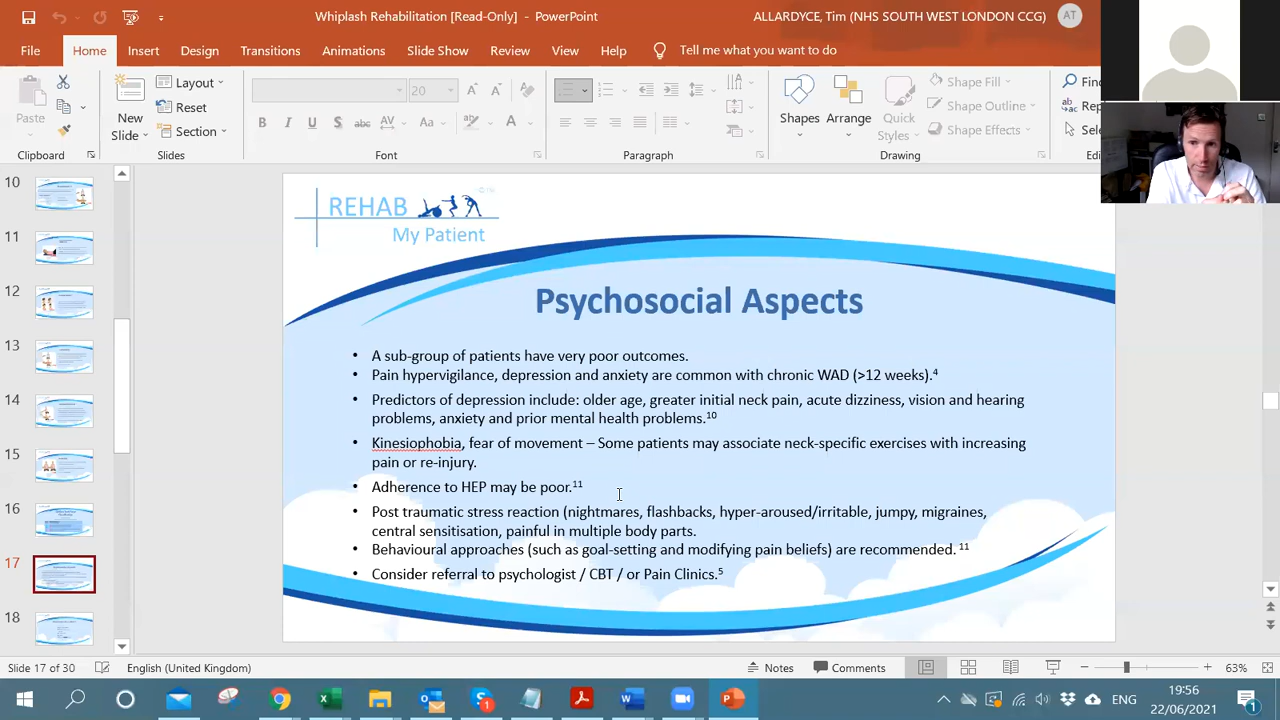 Whiplash Rehabilitation [Read-Only] - PowerPoint
ALLARDYCE, Tim (NHS SOUTH WEST LONDON CCG)
AT
File
Home
Insert
Design
Transitions
Animations
Slide Show
Review
View
Help
Tell me what you want to do
Paste
New
Slide
Layout
Reset
Section
20
B
I
U
S
ab
AV
Aa
A
A
Shapes
Arrange
Quick
Styles
Shape Fill
Shape Outline
Shape Effects
Clipboard
Slides
Font
Paragraph
Drawing
10
11
12
13
14
15
16
17
18
REHAB
My Patient
Psychosocial Aspects
• A sub-group of patients have very poor outcomes.
• Pain hypervigilance, depression and anxiety are common with chronic WAD (>12 weeks).4
• Predictors of depression include: older age, greater initial neck pain, acute dizziness, vision and hearing
problems, anxiety and prior mental health problems.10
• Kinesiophobia, fear of movement – Some patients may associate neck-specific exercises with increasing
pain or re-injury.
• Adherence to HEP may be poor.11
• Post traumatic stress reaction (nightmares, flashbacks, hyper-aroused/irritable, jumpy, migraines,
central sensitisation, painful in multiple body parts.
• Behavioural approaches (such as goal-setting and modifying pain beliefs) are recommended. 11
• Consider referral to psychologist / CBT / or Pain Clinics.5
Slide 17 of 30
English (United Kingdom)
Notes
Comments
63%
ENG
19:56
22/06/2021